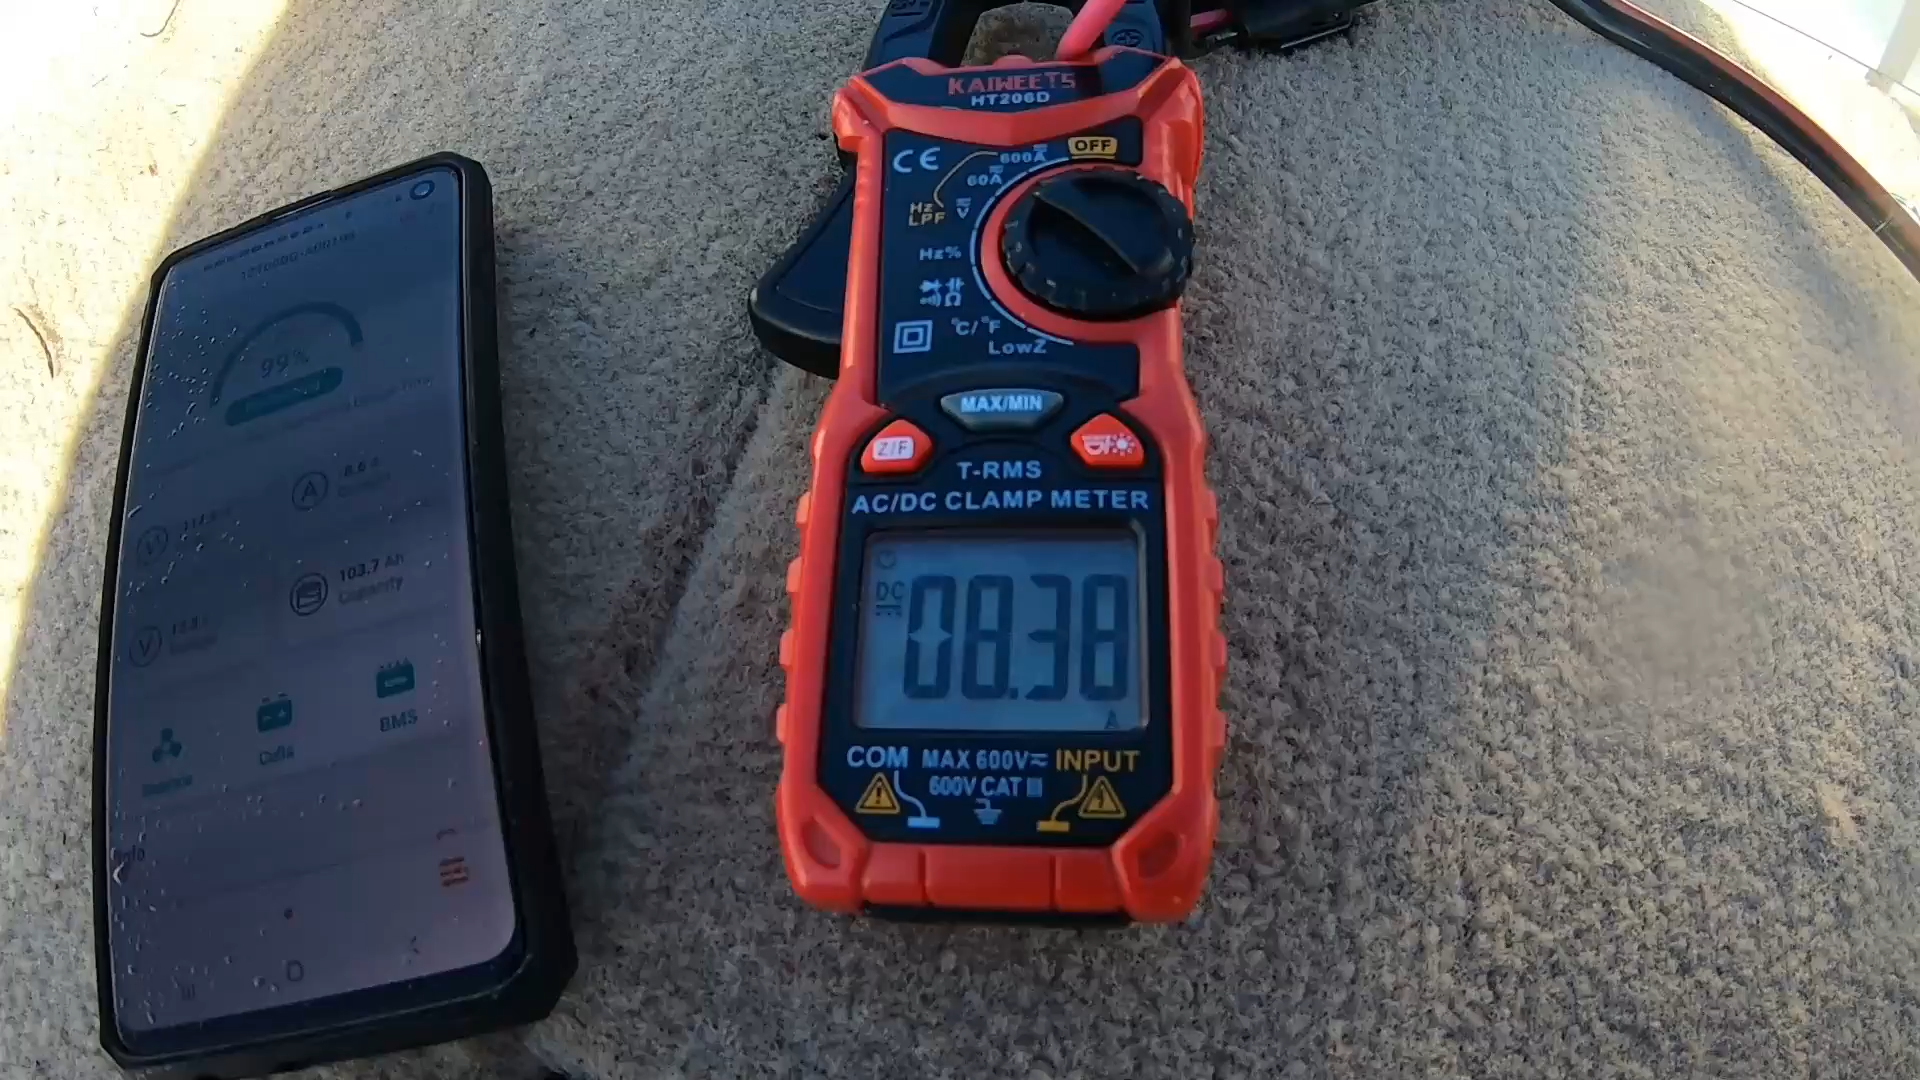 99%
103.7 Ah
Capacity
Cells
BMS
KAIWEETS
HT206D
OFF
CE
600A
60A
Hz
LPF
V
Hz%
Ω
°C/°F
LowZ
MAX/MIN
Z/F
T-RMS
AC/DC CLAMP METER
DC
08.38
A
COM MAX 600V INPUT
600V CAT III